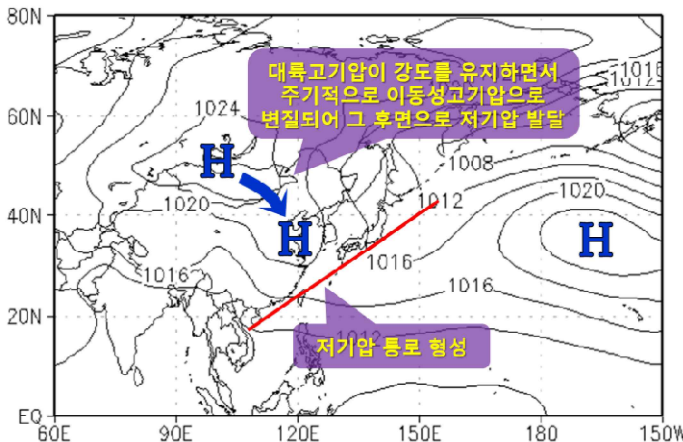 80N
대륙고기압이 강도를 유지하면서
주기적으로 이동성고기압으로
변질되어 그 후면으로 저기압 발달
1016
1012
60N
1024
H
1008
1020
1012
1020
40N
H
H
1016
1016
1016
20N
1012
저기압 통로 형성
EQ
60E 90E 120E 150E 180 150W